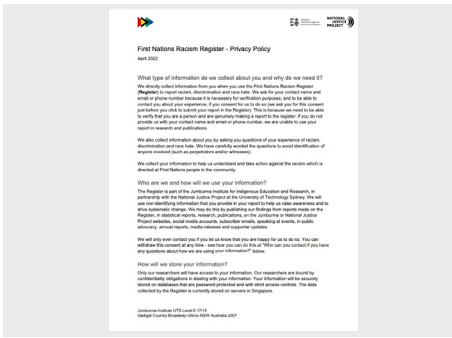 NATIONAL
JUSTICE
PROJECT
First Nations Racism Register - Privacy Policy
April 2022
What type of information do we collect about you and why do we need it?
We directly collect information from you when you use the First Nations Racism Register
(Register) to report racism, discrimination and race hate. We ask for your contact name and
email or phone number because it is necessary for verification purposes, and to be able to
contact you about your experience, if you consent for us to do so (we ask you for this consent
just before you click to submit your report in the Register). This is because we need to be able
to verify that you are a person and are genuinely making a report to the register. If you do not
provide us with your contact name and email or phone number, we are unable to use your
report in research and publications.
We also collect information about you by asking you questions of your experience of racism,
discrimination and race hate. We have carefully worded the questions to avoid identification of
anyone involved (such as perpetrators and/or witnesses).
We collect your information to help us understand and take action against the racism which is
directed at First Nations people in the community.
Who are we and how will we use your information?
The Register is part of the Jumbunna Institute for Indigenous Education and Research, in
partnership with the National Justice Project at the University of Technology Sydney. We will
use non-identifying information that you provide in your report to help us raise awareness and to
drive systematic change. We may do this by publishing our findings from reports made on the
Register, in statistical reports, research, publications, on the Jumbunna or National Justice
Project websites, social media accounts, subscriber emails, speaking at events, in public
advocacy, annual reports, media releases and supporter updates.
We will only ever contact you if you let us know that you are happy for us to do so. You can
withdraw this consent at any time - see how you can do this at "Who can you contact if you have
any questions about how we are using your information?" below.
How will we store your information?
Only our researchers will have access to your information. Our researchers are bound by
confidentiality obligations in dealing with your information. Your information will be securely
stored on databases that are password protected and with strict access controls. The data
collected by the Register is currently stored on servers in Singapore.
Jumbunna Institute UTS Level 6 17/15
Gadigal Country Broadway Ultimo NSW Australia 2007